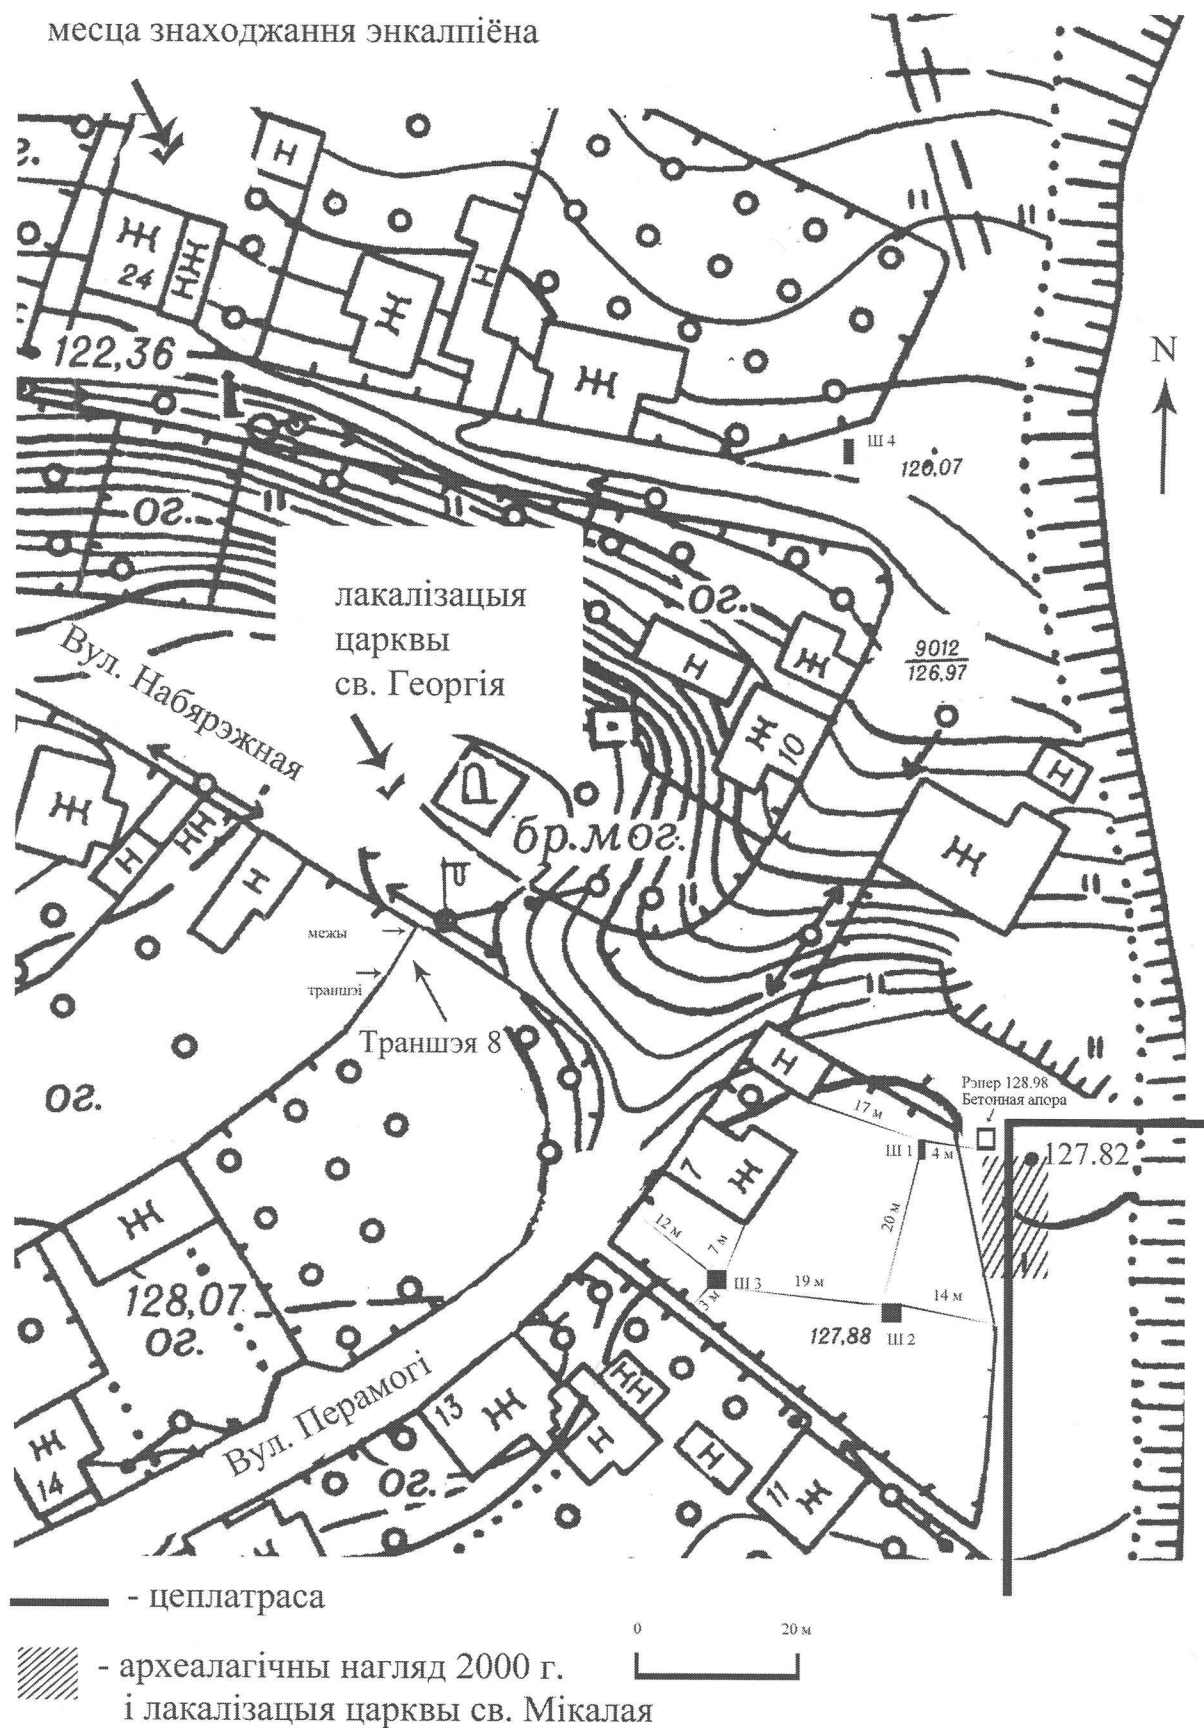 месца знаходжання энкалпіёна
г.
Н
Ж
24
НЖ
Ж
Н
Ж
122,36
N
Ш 4
120,07
ог.
лакалізацыя
царквы
св. Георгія
ог.
Вул. Набярэжная
Н
Ж
9012
126,97
Ж
10
Н
Ж
Н
НН
Н
бр.мог.
Ж
межы
траншэі
Траншэя 8
ог.
Н
Рэпер 128.98
Бетонная апора
17 м
Ш 1
4 м
127.82
7
Ж
20 м
12 м
7 м
Ш 3
19 м
14 м
3 м
127,88
Ш 2
Ж
128,07
ог.
Вул. Перамогі
13
Ж
НН
Н
Н
11
Ж
Ж
14
ог.
Ж
- цеплатраса
0
20 м
- археалагічны нагляд 2000 г.
і лакалізацыя царквы св. Мікалая